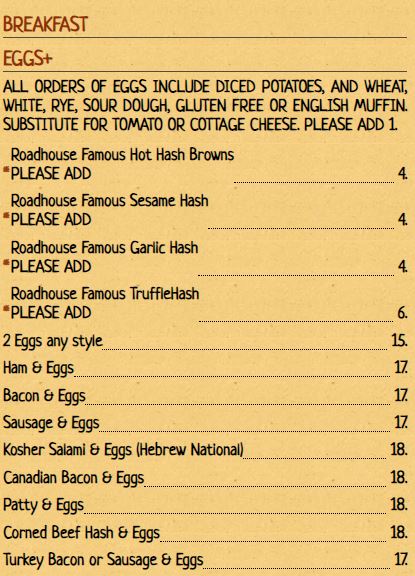 BREAKFAST
EGGS+
ALL ORDERS OF EGGS INCLUDE DICED POTATOES, AND WHEAT,
WHITE, RYE, SOUR DOUGH, GLUTEN FREE OR ENGLISH MUFFIN.
SUBSTITUTE FOR TOMATO OR COTTAGE CHEESE. PLEASE ADD 1.
Roadhouse Famous Hot Hash Browns
*PLEASE ADD 4.
Roadhouse Famous Sesame Hash
*PLEASE ADD 4.
Roadhouse Famous Garlic Hash
*PLEASE ADD 4.
Roadhouse Famous TruffleHash
*PLEASE ADD 6.
2 Eggs any style 15.
Ham & Eggs 17.
Bacon & Eggs 17.
Sausage & Eggs 17.
Kosher Salami & Eggs (Hebrew National) 18.
Canadian Bacon & Eggs 18.
Patty & Eggs 18.
Corned Beef Hash & Eggs 18.
Turkey Bacon or Sausage & Eggs 17.